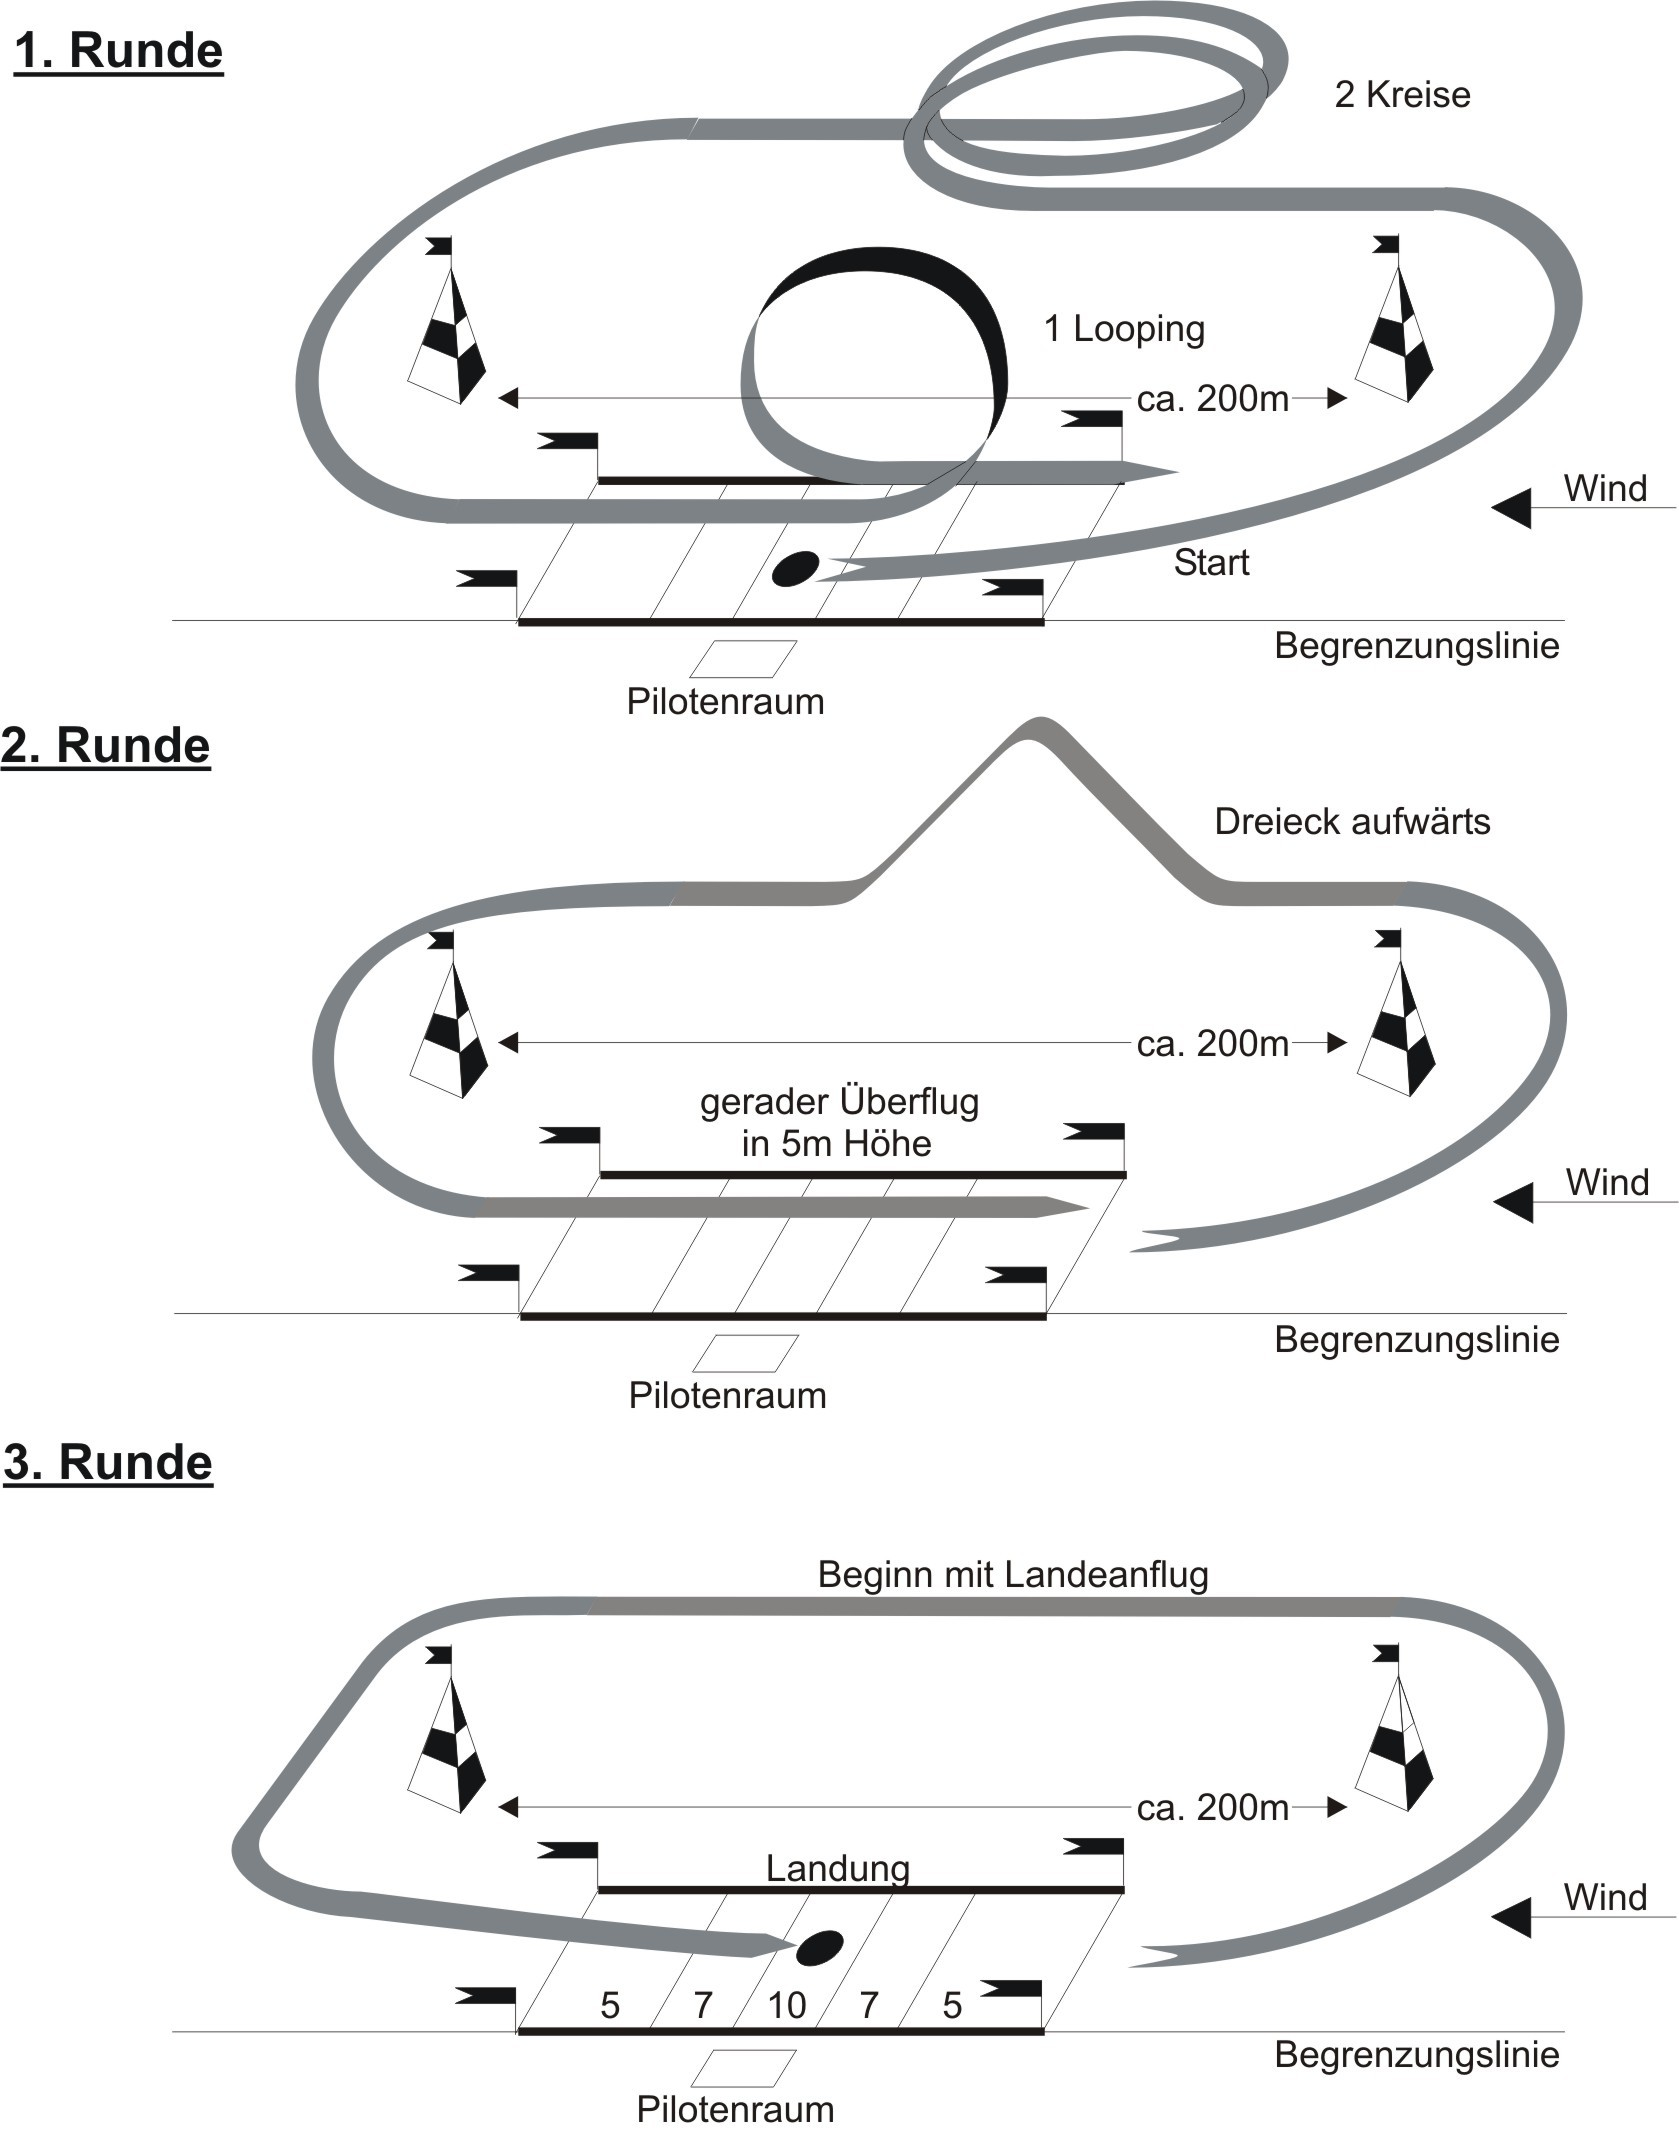 1. Runde
2 Kreise
1 Looping
ca. 200m
Wind
Start
Begrenzungslinie
Pilotenraum
2. Runde
Dreieck aufwärts
ca. 200m
gerader Überflug
in 5m Höhe
Wind
Begrenzungslinie
Pilotenraum
3. Runde
Beginn mit Landeanflug
ca. 200m
Landung
Wind
5 7 10 7 5
Begrenzungslinie
Pilotenraum